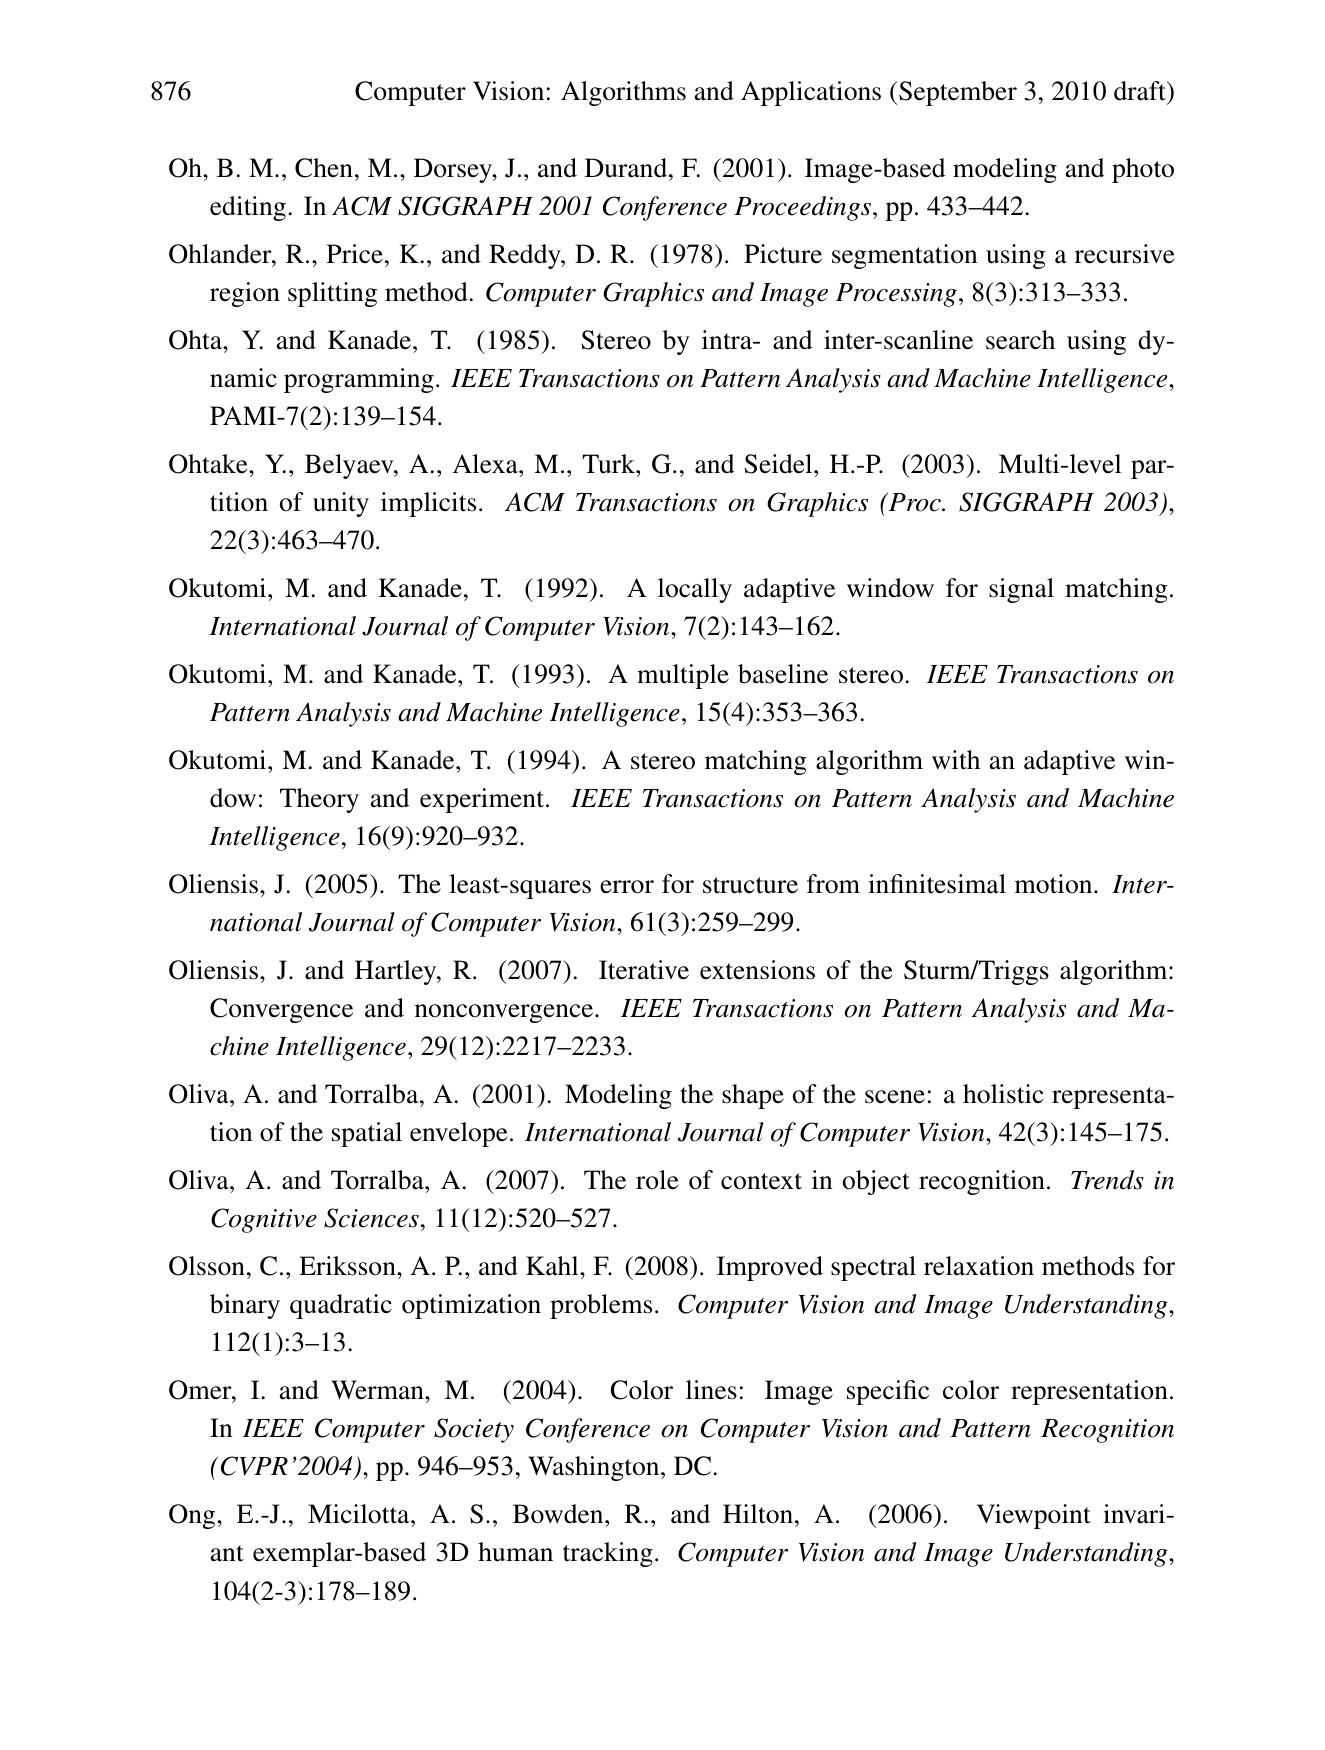 876 Computer Vision: Algorithms and Applications (September 3, 2010 draft)
Oh, B. M., Chen, M., Dorsey, J., and Durand, F. (2001). Image-based modeling and photo
editing. In ACM SIGGRAPH 2001 Conference Proceedings, pp. 433–442.
Ohlander, R., Price, K., and Reddy, D. R. (1978). Picture segmentation using a recursive
region splitting method. Computer Graphics and Image Processing, 8(3):313–333.
Ohta, Y. and Kanade, T. (1985). Stereo by intra- and inter-scanline search using dy-
namic programming. IEEE Transactions on Pattern Analysis and Machine Intelligence,
PAMI-7(2):139–154.
Ohtake, Y., Belyaev, A., Alexa, M., Turk, G., and Seidel, H.-P. (2003). Multi-level par-
tition of unity implicits. ACM Transactions on Graphics (Proc. SIGGRAPH 2003),
22(3):463–470.
Okutomi, M. and Kanade, T. (1992). A locally adaptive window for signal matching.
International Journal of Computer Vision, 7(2):143–162.
Okutomi, M. and Kanade, T. (1993). A multiple baseline stereo. IEEE Transactions on
Pattern Analysis and Machine Intelligence, 15(4):353–363.
Okutomi, M. and Kanade, T. (1994). A stereo matching algorithm with an adaptive win-
dow: Theory and experiment. IEEE Transactions on Pattern Analysis and Machine
Intelligence, 16(9):920–932.
Oliensis, J. (2005). The least-squares error for structure from infinitesimal motion. Inter-
national Journal of Computer Vision, 61(3):259–299.
Oliensis, J. and Hartley, R. (2007). Iterative extensions of the Sturm/Triggs algorithm:
Convergence and nonconvergence. IEEE Transactions on Pattern Analysis and Ma-
chine Intelligence, 29(12):2217–2233.
Oliva, A. and Torralba, A. (2001). Modeling the shape of the scene: a holistic representa-
tion of the spatial envelope. International Journal of Computer Vision, 42(3):145–175.
Oliva, A. and Torralba, A. (2007). The role of context in object recognition. Trends in
Cognitive Sciences, 11(12):520–527.
Olsson, C., Eriksson, A. P., and Kahl, F. (2008). Improved spectral relaxation methods for
binary quadratic optimization problems. Computer Vision and Image Understanding,
112(1):3–13.
Omer, I. and Werman, M. (2004). Color lines: Image specific color representation.
In IEEE Computer Society Conference on Computer Vision and Pattern Recognition
(CVPR’2004), pp. 946–953, Washington, DC.
Ong, E.-J., Micilotta, A. S., Bowden, R., and Hilton, A. (2006). Viewpoint invari-
ant exemplar-based 3D human tracking. Computer Vision and Image Understanding,
104(2-3):178–189.